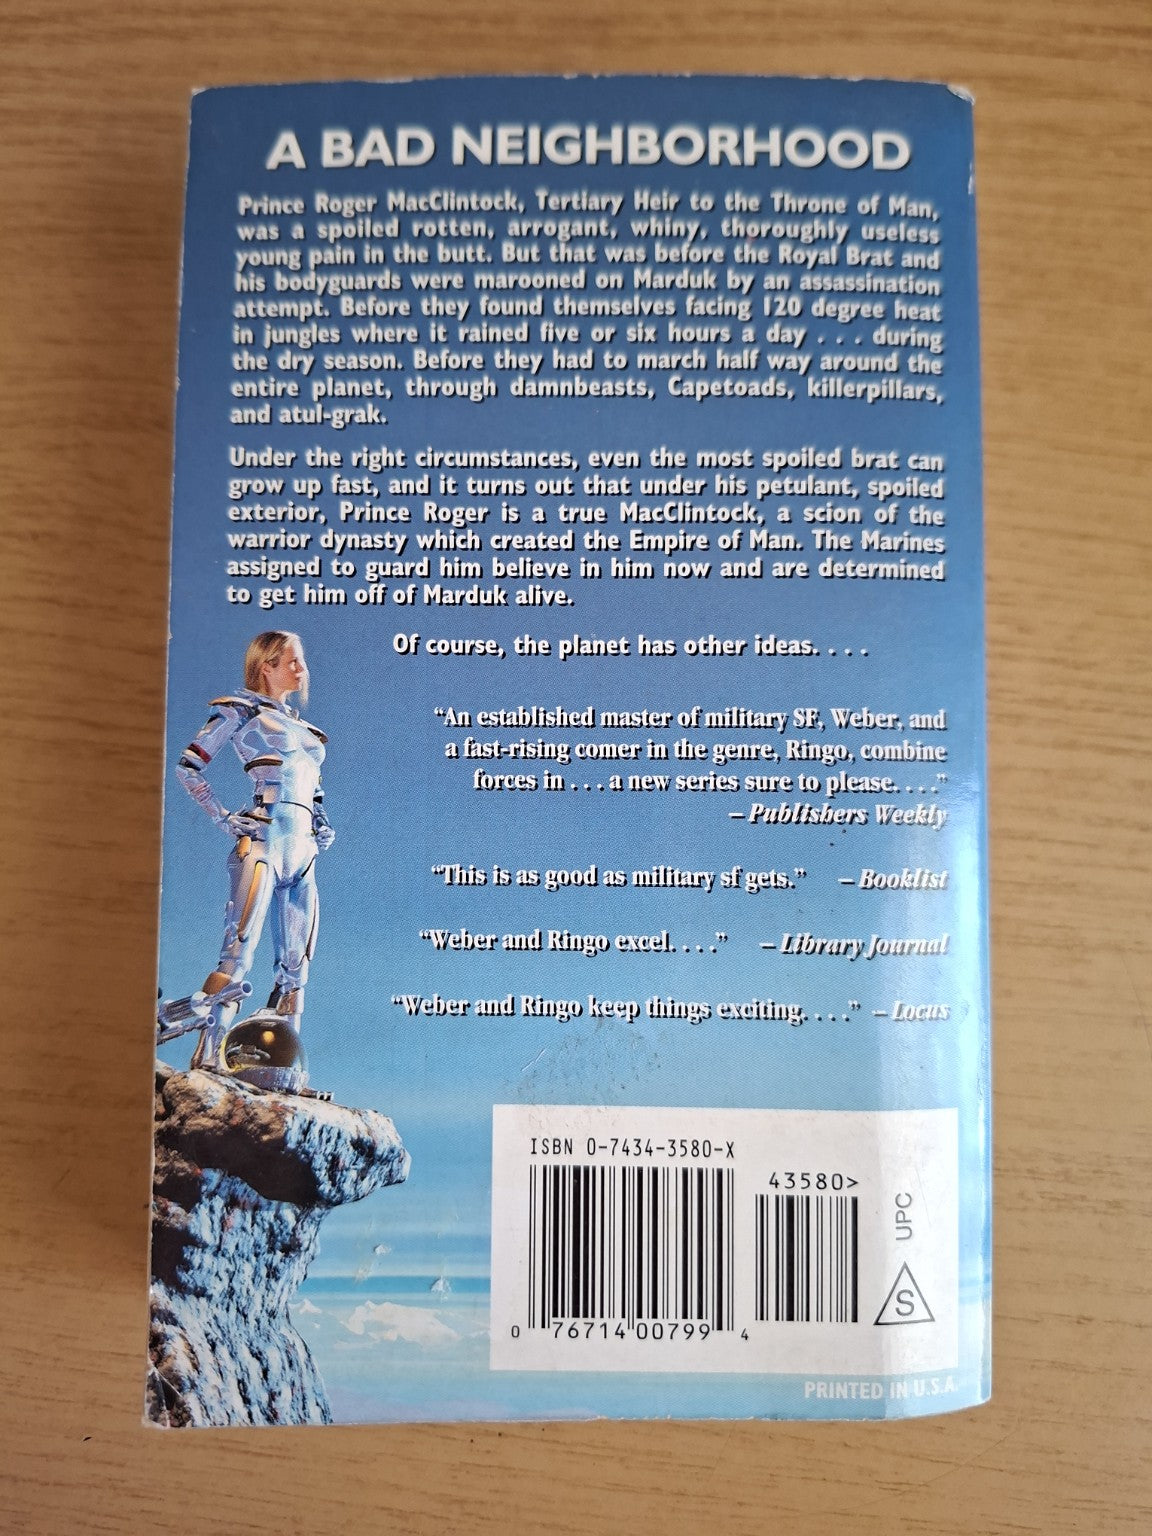 A BAD NEIGHBORHOOD
Prince Roger MacClintock, Tertiary Heir to the Throne of Man,
was a spoiled rotten, arrogant, whiny, thoroughly useless
young pain in the butt. But that was before the Royal Brat and
his bodyguards were marooned on Marduk by an assassination
attempt. Before they found themselves facing 120 degree heat
in jungles where it rained five or six hours a day . . . during
the dry season. Before they had to march half way around the
entire planet, through damnbeasts, Capetoads, killerpillars,
and atul-grak.
Under the right circumstances, even the most spoiled brat can
grow up fast, and it turns out that under his petulant, spoiled
exterior, Prince Roger is a true MacClintock, a scion of the
warrior dynasty which created the Empire of Man. The Marines
assigned to guard him believe in him now and are determined
to get him off of Marduk alive.
Of course, the planet has other ideas. . . .
“An established master of military SF, Weber, and
a fast-rising comer in the genre, Ringo, combine
forces in . . . a new series sure to please. . . .”
– Publishers Weekly
“This is as good as military sf gets.” – Booklist
“Weber and Ringo excel. . . .” – Library Journal
“Weber and Ringo keep things exciting. . . .” – Locus
ISBN 0-7434-3580-X
43580>
UPC
S
0 76714 00799 4
PRINTED IN U.S.A.